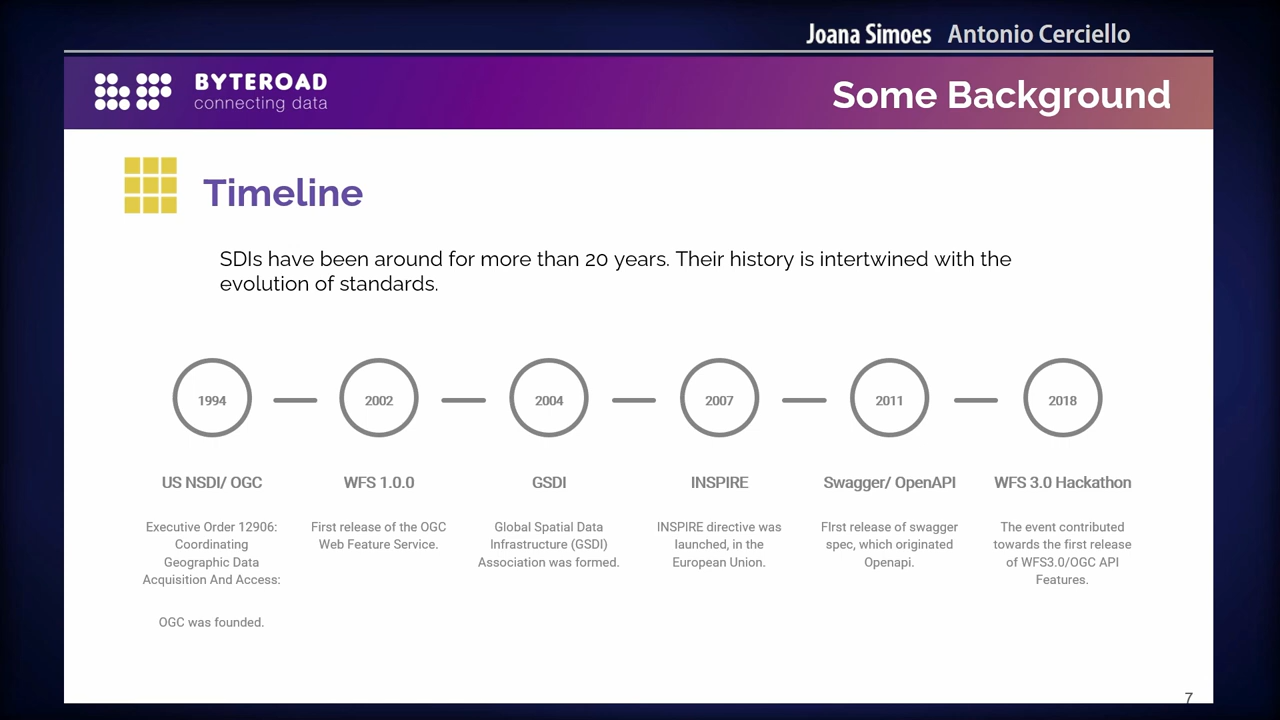 Joana Simoes Antonio Cerciello
BYTEROAD
connecting data
Some Background
Timeline
SDIs have been around for more than 20 years. Their history is intertwined with the
evolution of standards.
1994
2002
2004
2007
2011
2018
US NSDI/ OGC
WFS 1.0.0
GSDI
INSPIRE
Swagger/ OpenAPI
WFS 3.0 Hackathon
Executive Order 12906:
Coordinating
Geographic Data
Acquisition And Access:
OGC was founded.
First release of the OGC
Web Feature Service.
Global Spatial Data
Infrastructure (GSDI)
Association was formed.
INSPIRE directive was
launched, in the
European Union.
FIrst release of swagger
spec, which originated
Openapi.
The event contributed
towards the first release
of WFS3.0/OGC API
Features.
7